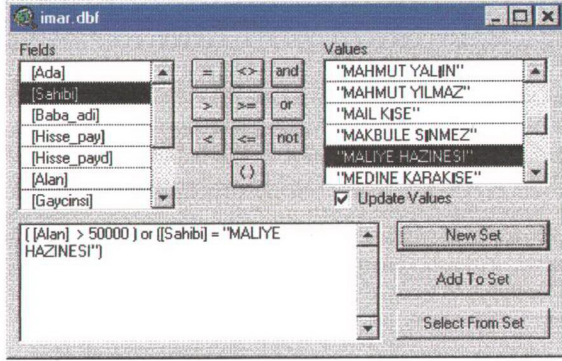 imar.dbf
Fields
Values
[Ada]
[Sahibi]
[Baba_adi]
[Hisse_pay]
[Hisse_payd]
[Alan]
[Gaycinsi]
= <> and
> >= or
< <= not
( )
"MAHMUT YALIIN"
"MAHMUT YILMAZ"
"MAIL KISE"
"MAKBULE SINMEZ"
"MALIYE HAZINESI"
"MEDINE KARAKISE"
Update Values
( [Alan] > 50000 ) or ([Sahibi] = "MALIYE
HAZINESI")
New Set
Add To Set
Select From Set